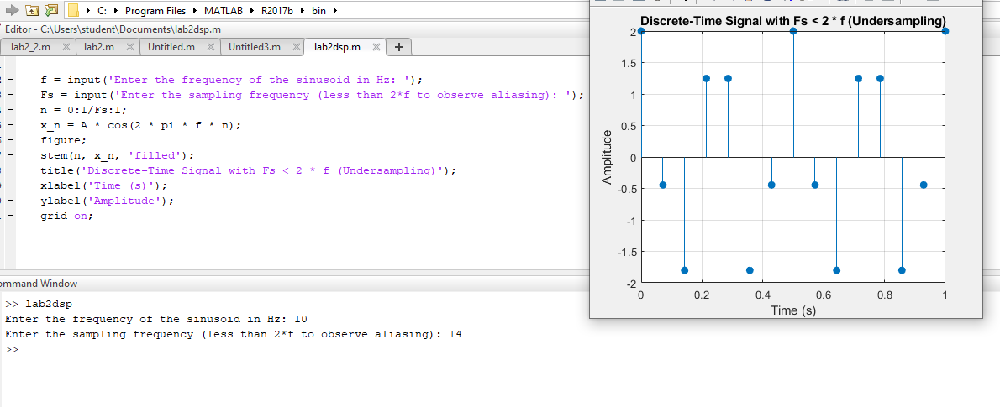 C: Program Files MATLAB R2017b bin
Editor - C:\Users\student\Documents\lab2dsp.m
lab2_2.m lab2.m Untitled.m Untitled3.m lab2dsp.m +
f = input('Enter the frequency of the sinusoid in Hz: ');
Fs = input('Enter the sampling frequency (less than 2*f to observe aliasing): ');
n = 0:1/Fs:1;
x_n = A * cos(2 * pi * f * n);
figure;
stem(n, x_n, 'filled');
title('Discrete-Time Signal with Fs < 2 * f (Undersampling)');
xlabel('Time (s)');
ylabel('Amplitude');
grid on;
ommand Window
>> lab2dsp
Enter the frequency of the sinusoid in Hz: 10
Enter the sampling frequency (less than 2*f to observe aliasing): 14
>>
Discrete-Time Signal with Fs < 2 * f (Undersampling)
2
1.5
1
0.5
0
-0.5
-1
-1.5
-2
Amplitude
0 0.2 0.4 0.6 0.8 1
Time (s)